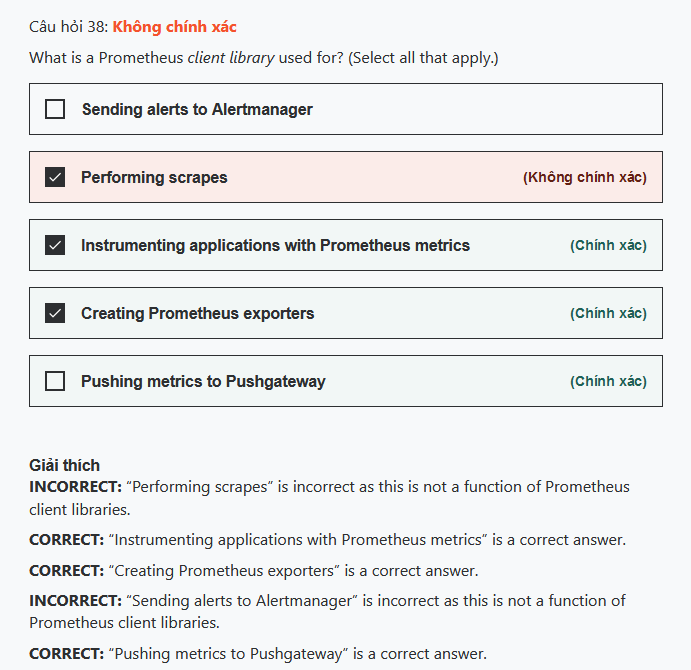 Câu hỏi 38: Không chính xác
What is a Prometheus client library used for? (Select all that apply.)
Sending alerts to Alertmanager
Performing scrapes (Không chính xác)
Instrumenting applications with Prometheus metrics (Chính xác)
Creating Prometheus exporters (Chính xác)
Pushing metrics to Pushgateway (Chính xác)
Giải thích
INCORRECT: “Performing scrapes” is incorrect as this is not a function of Prometheus
client libraries.
CORRECT: “Instrumenting applications with Prometheus metrics” is a correct answer.
CORRECT: “Creating Prometheus exporters” is a correct answer.
INCORRECT: “Sending alerts to Alertmanager” is incorrect as this is not a function of
Prometheus client libraries.
CORRECT: “Pushing metrics to Pushgateway” is a correct answer.